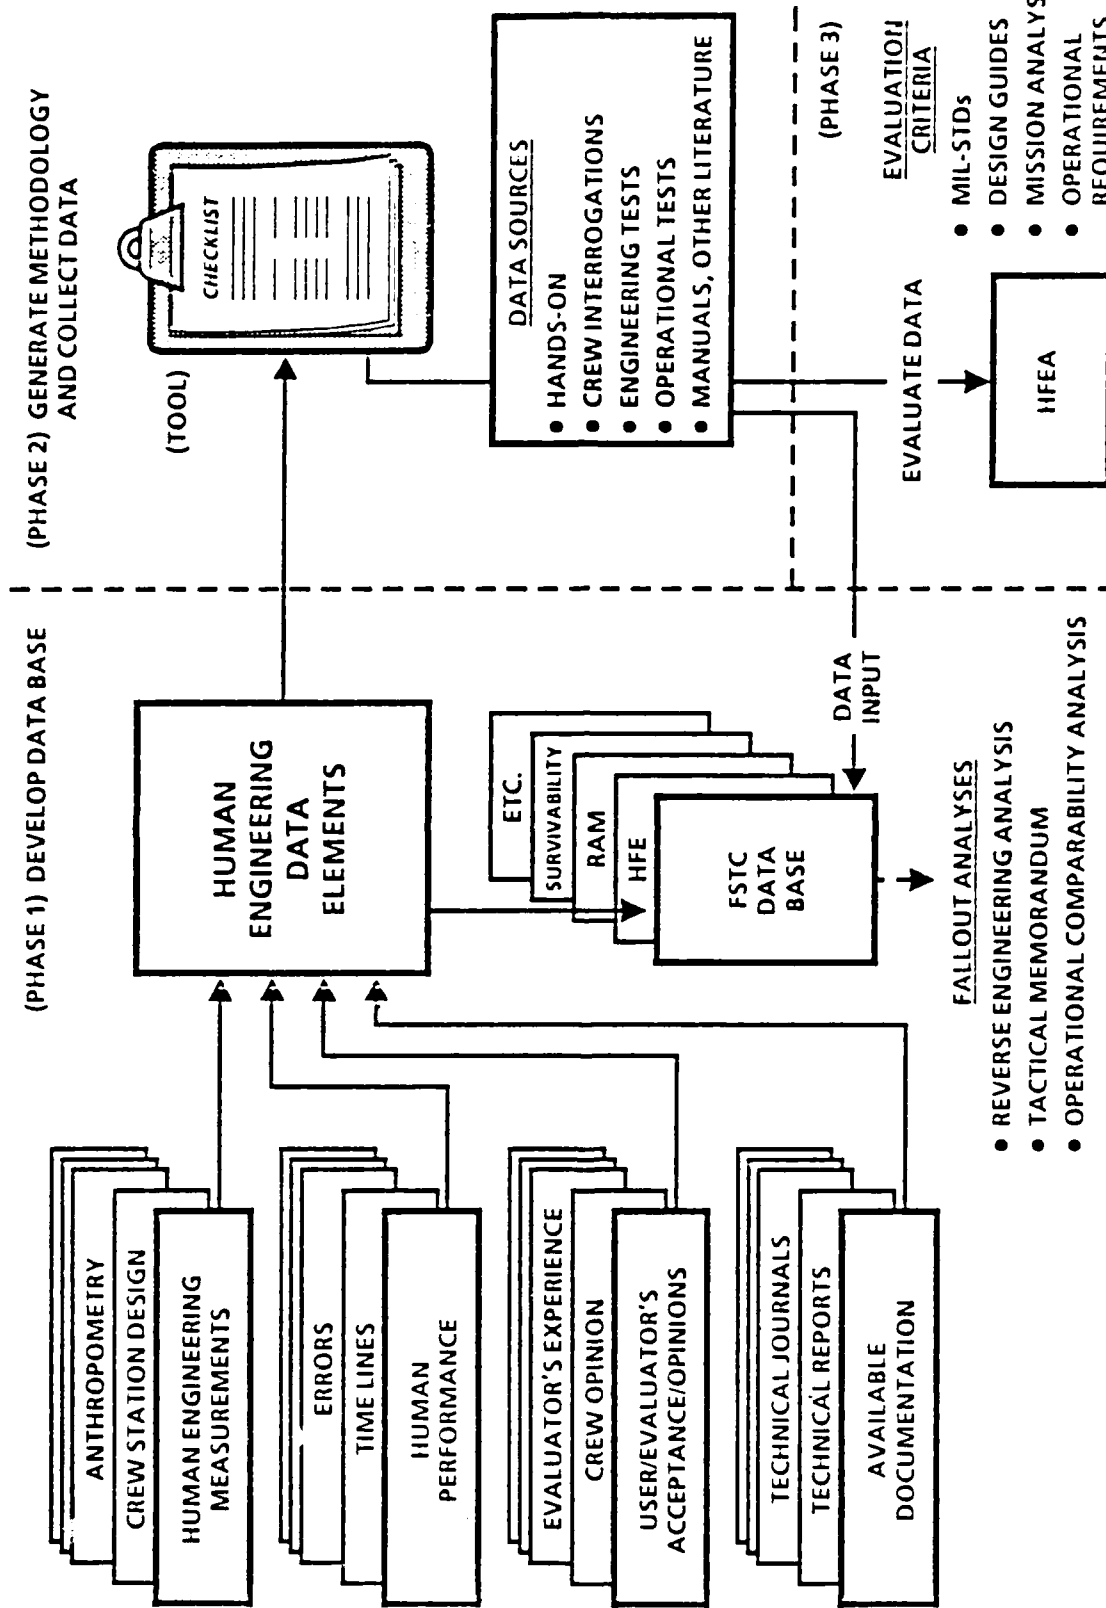 (PHASE 1) DEVELOP DATA BASE
ANTHROPOMETRY
CREW STATION DESIGN
HUMAN ENGINEERING
MEASUREMENTS
ERRORS
TIME LINES
HUMAN
PERFORMANCE
EVALUATOR'S EXPERIENCE
CREW OPINION
USER/EVALUATOR'S
ACCEPTANCE/OPINIONS
TECHNICAL JOURNALS
TECHNICAL REPORTS
AVAILABLE
DOCUMENTATION
HUMAN
ENGINEERING
DATA
ELEMENTS
ETC.
SURVIVABILITY
RAM
HFE
FSTC
DATA
BASE
DATA
INPUT
FALLOUT ANALYSES
• REVERSE ENGINEERING ANALYSIS
• TACTICAL MEMORANDUM
• OPERATIONAL COMPARABILITY ANALYSIS
(PHASE 2) GENERATE METHODOLOGY
AND COLLECT DATA
(TOOL)
CHECKLIST
DATA SOURCES
• HANDS-ON
• CREW INTERROGATIONS
• ENGINEERING TESTS
• OPERATIONAL TESTS
• MANUALS, OTHER LITERATURE
(PHASE 3)
EVALUATE DATA
HFEA
EVALUATION
CRITERIA
• MIL-STDs
• DESIGN GUIDES
• MISSION ANALYS
• OPERATIONAL
REQUIREMENTS